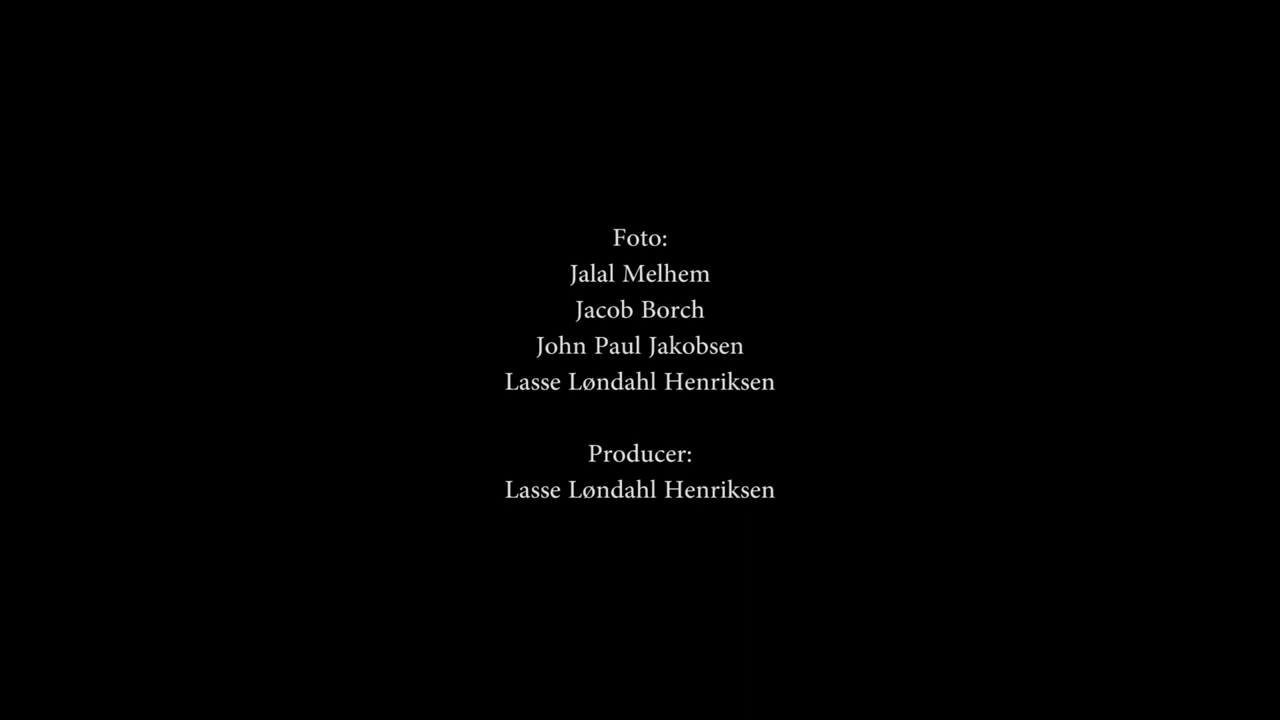 Foto:
Jalal Melhem
Jacob Borch
John Paul Jakobsen
Lasse Løndahl Henriksen
Producer:
Lasse Løndahl Henriksen